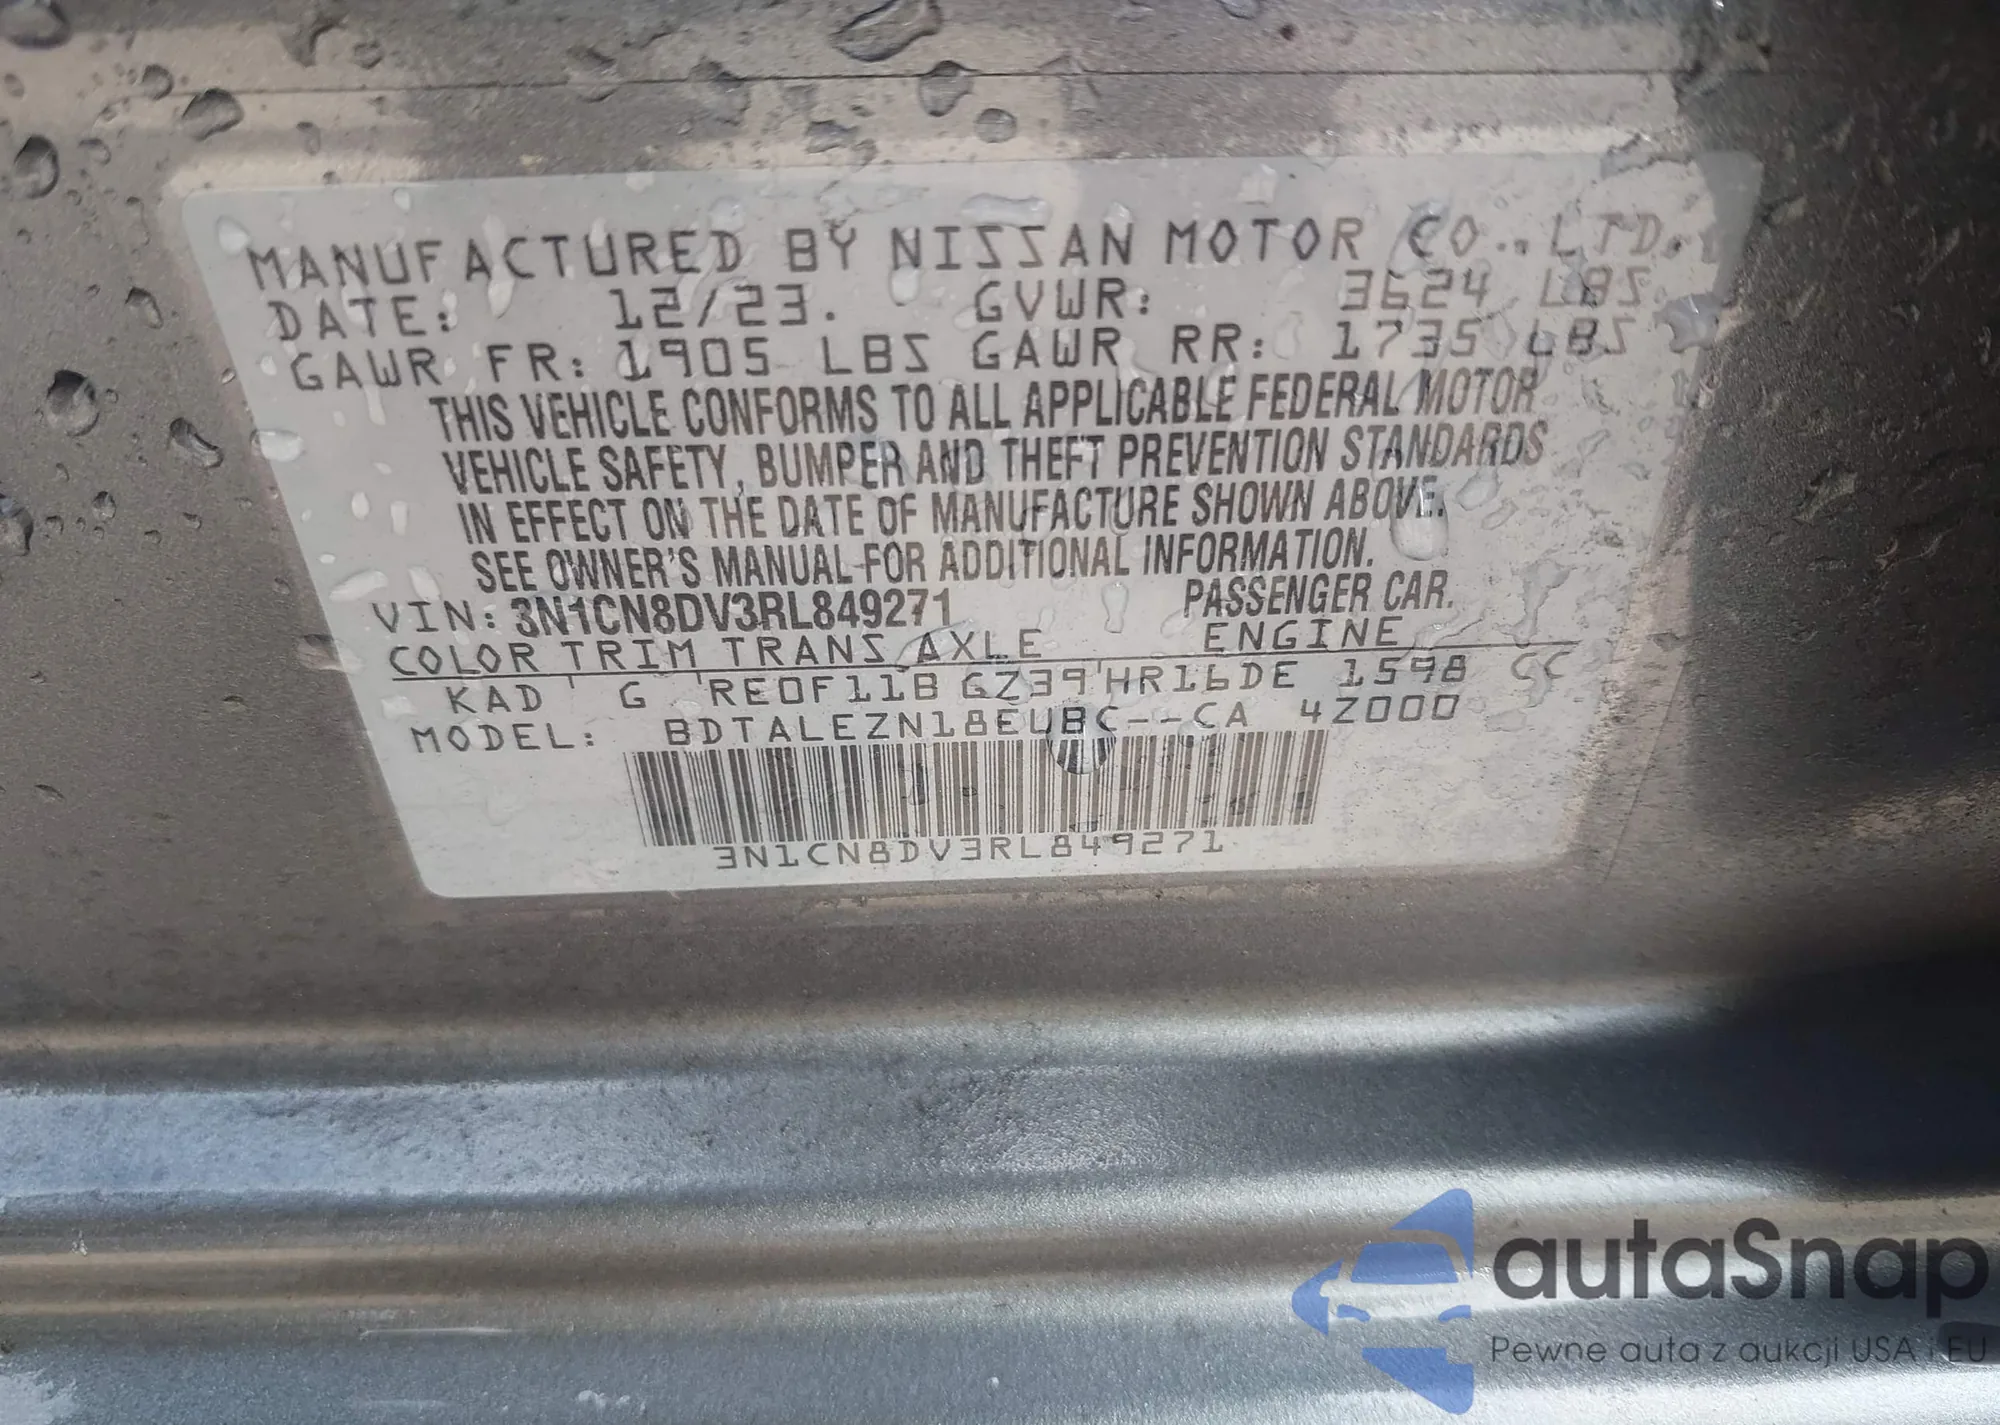 MANUFACTURED BY NISSAN MOTOR CO., LTD.
DATE: 12/23. GVWR: 3624 LBS
GAWR FR: 1905 LBS GAWR RR: 1735 LBS
THIS VEHICLE CONFORMS TO ALL APPLICABLE FEDERAL MOTOR
VEHICLE SAFETY, BUMPER AND THEFT PREVENTION STANDARDS
IN EFFECT ON THE DATE OF MANUFACTURE SHOWN ABOVE.
SEE OWNER'S MANUAL FOR ADDITIONAL INFORMATION.
VIN: 3N1CN8DV3RL849271 PASSENGER CAR.
COLOR TRIM TRANS AXLE ENGINE
KAD G RE0F11B GZ39 HR16DE 1598 CC
MODEL: BDTALEZN18EUBC--CA 4Z000
3N1CN8DV3RL849271
autaSnap
Pewne auta z aukcji USA i EU